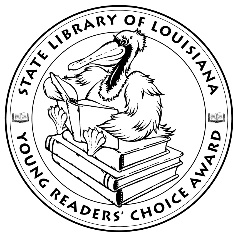 STATE LIBRARY OF LOUISIANA
YOUNG READERS' CHOICE AWARD